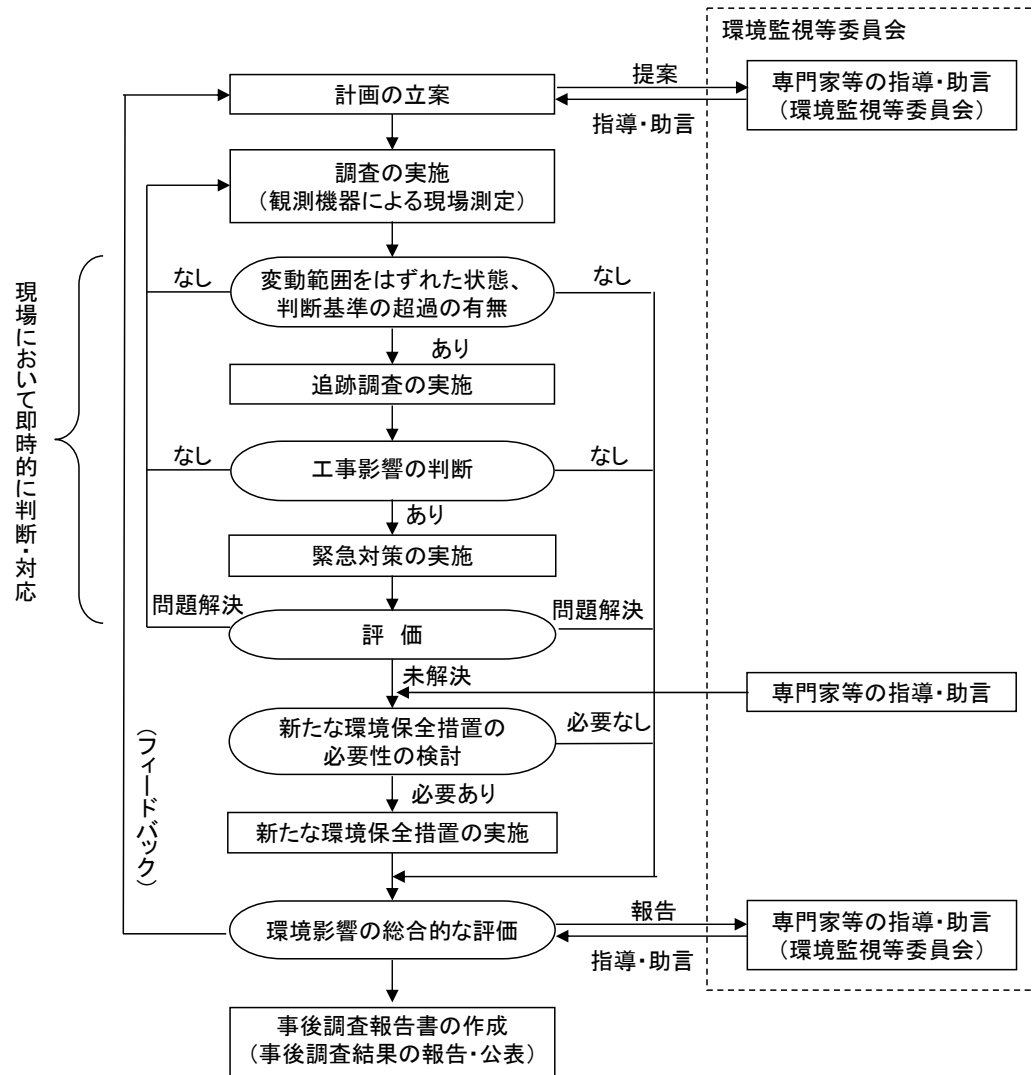 環境監視等委員会
計画の立案
提案
指導・助言
専門家等の指導・助言
(環境監視等委員会)
調査の実施
(観測機器による現場測定)
なし
変動範囲をはずれた状態、
判断基準の超過の有無
なし
あり
追跡調査の実施
現場において即時的に判断・対応
なし
工事影響の判断
なし
あり
緊急対策の実施
問題解決
評 価
問題解決
未解決
専門家等の指導・助言
新たな環境保全措置の
必要性の検討
必要なし
必要あり
(フィードバック)
新たな環境保全措置の実施
環境影響の総合的な評価
報告
指導・助言
専門家等の指導・助言
(環境監視等委員会)
事後調査報告書の作成
(事後調査結果の報告・公表)